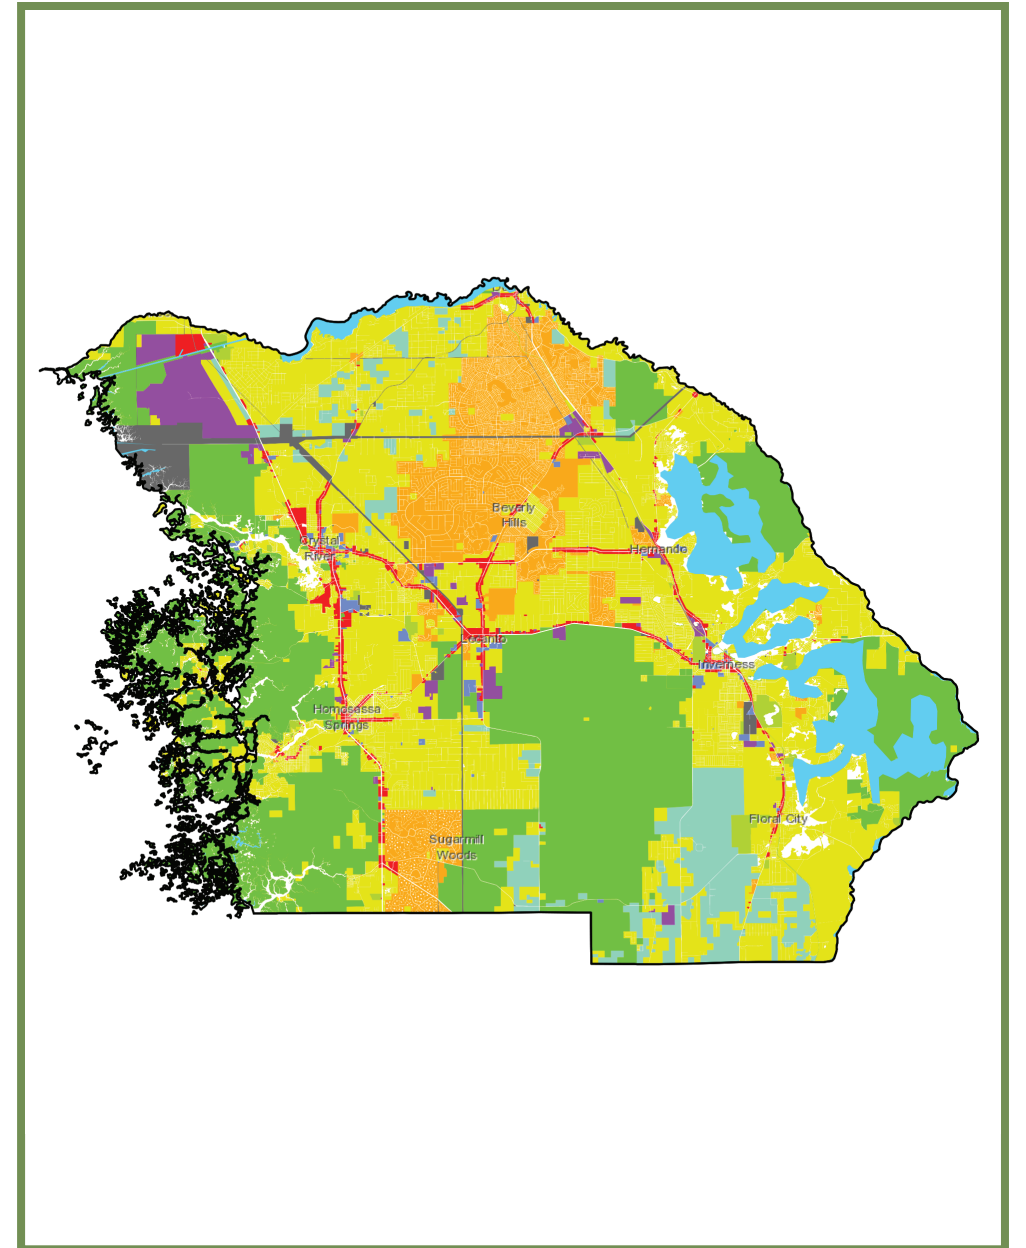 Beverly
Hills
Crystal
River
Hernando
Lecanto
Inverness
Homosassa
Springs
Floral City
Sugarmill
Woods